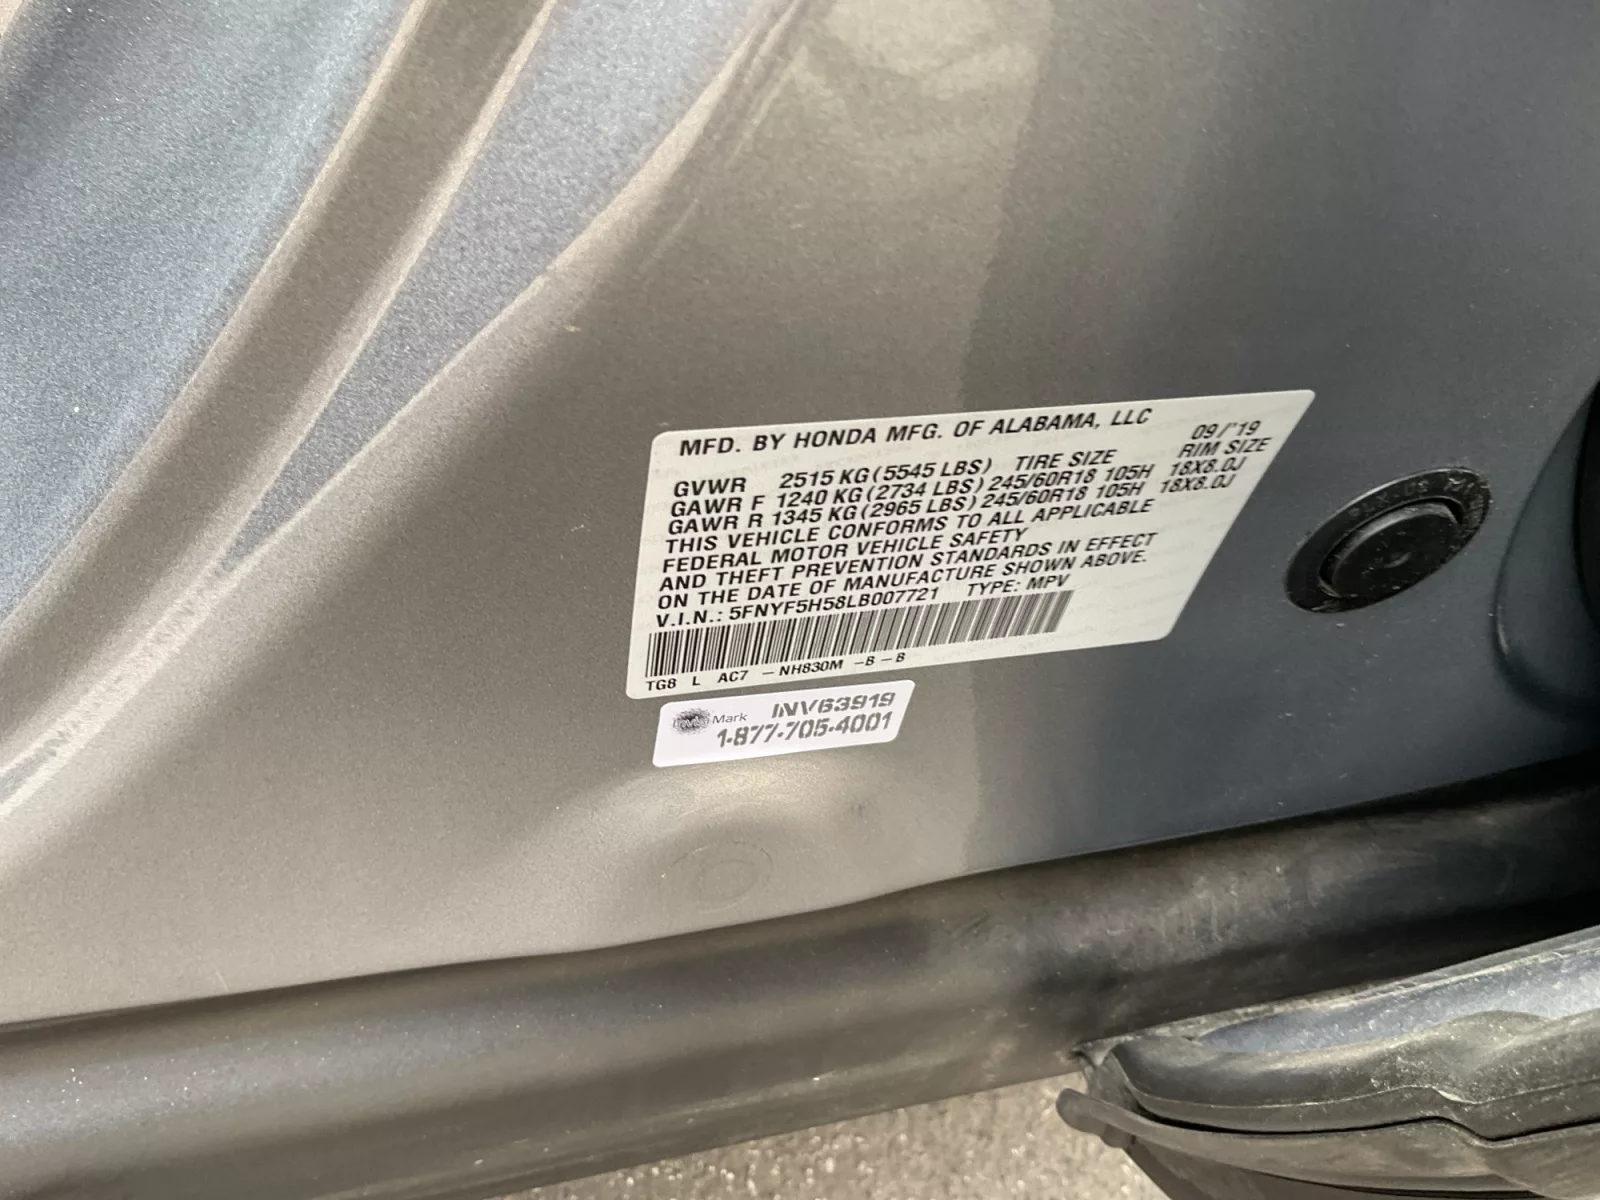 MFD. BY HONDA MFG. OF ALABAMA, LLC 09/'19
GVWR 2515 KG (5545 LBS) TIRE SIZE RIM SIZE
GAWR F 1240 KG (2734 LBS) 245/60R18 105H 18X8.0J
GAWR R 1345 KG (2965 LBS) 245/60R18 105H 18X8.0J
THIS VEHICLE CONFORMS TO ALL APPLICABLE
FEDERAL MOTOR VEHICLE SAFETY
AND THEFT PREVENTION STANDARDS IN EFFECT
ON THE DATE OF MANUFACTURE SHOWN ABOVE.
V.I.N.: 5FNYF5H58LB007721 TYPE: MPV
TG8 L AC7 -NH830M -B-B
Mark INV63919
1-877-705-4001